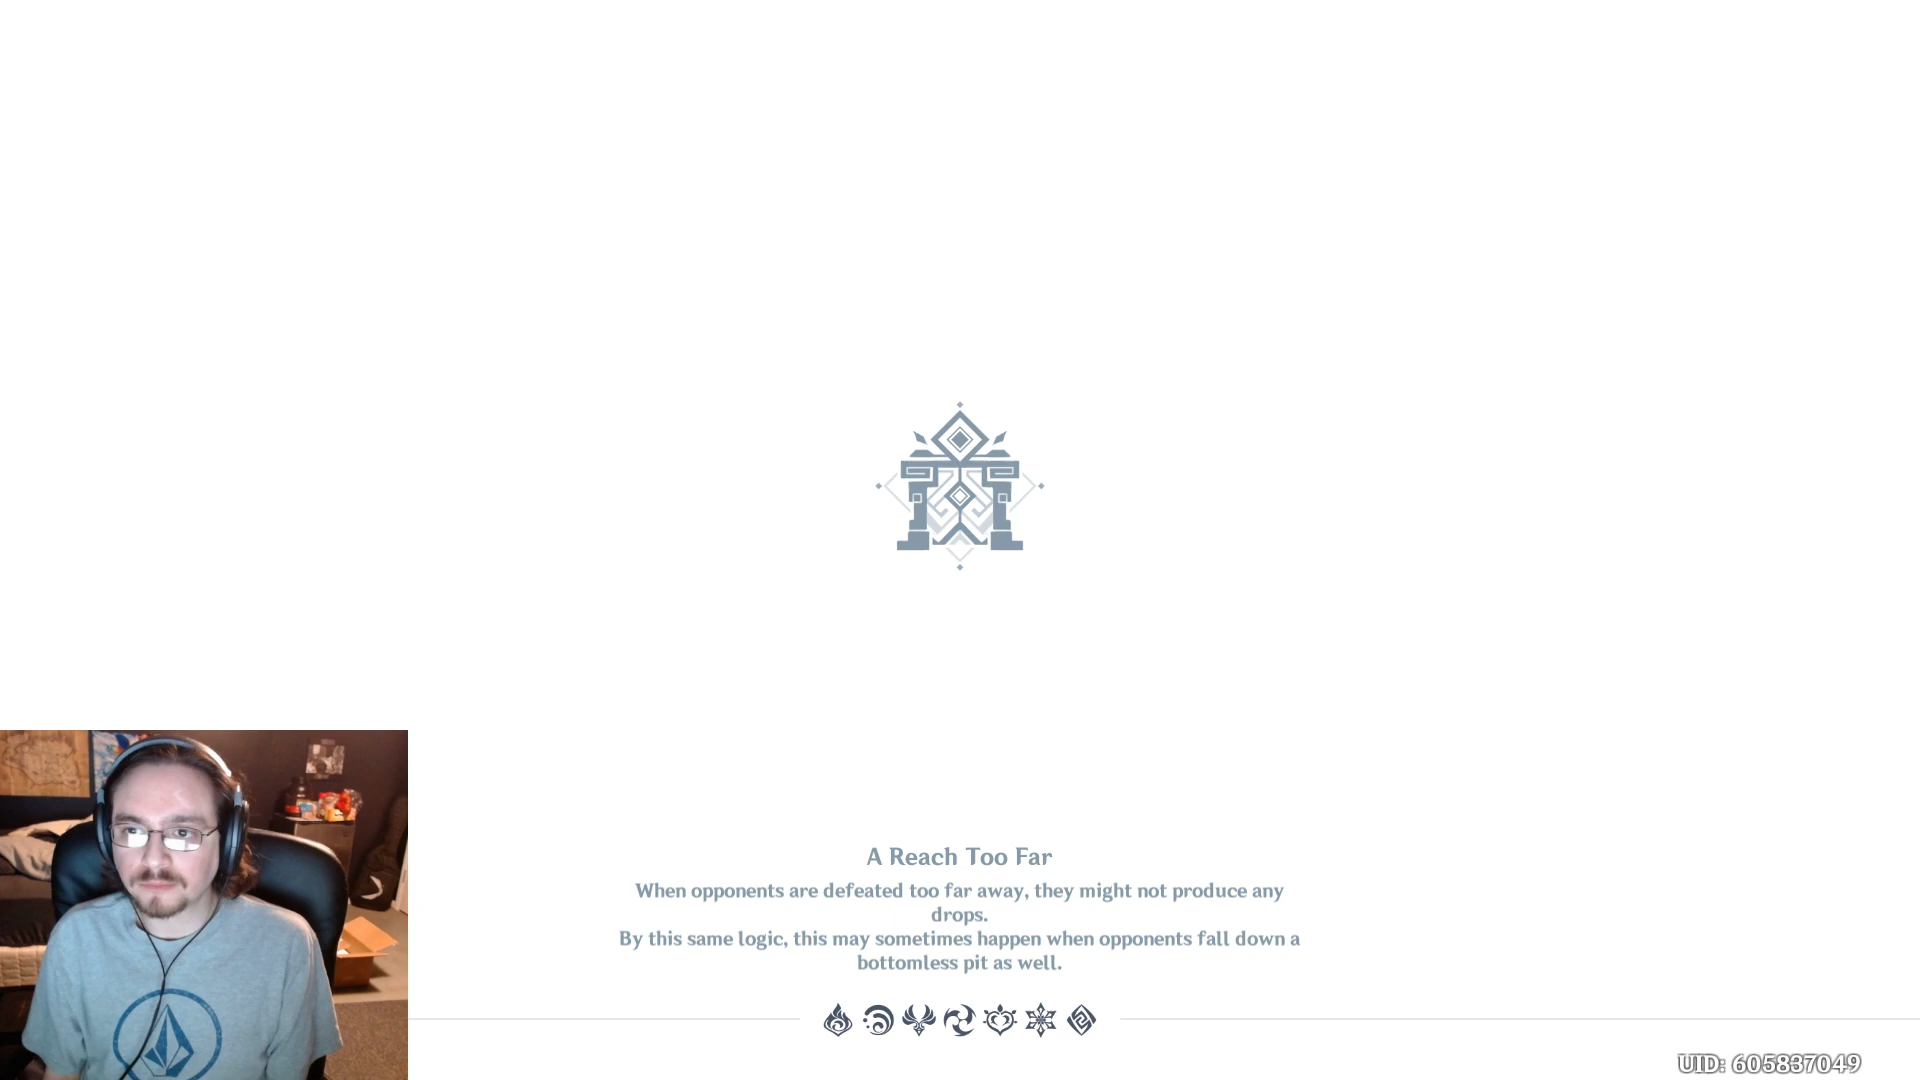 A Reach Too Far
When opponents are defeated too far away, they might not produce any
drops.
By this same logic, this may sometimes happen when opponents fall down a
bottomless pit as well.
UID: 605837049